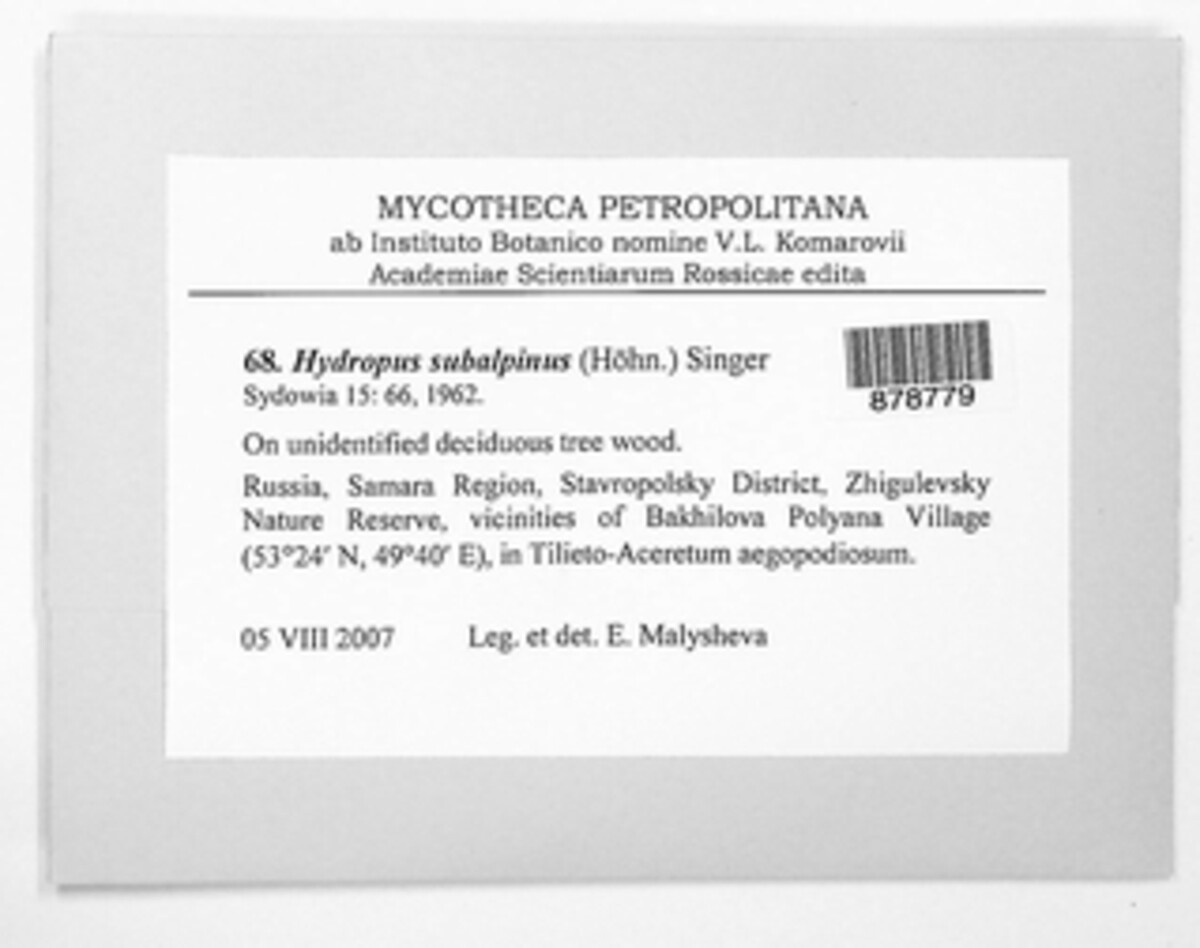 MYCOTHECA PETROPOLITANA
ab Instituto Botanico nomine V.L. Komarovii
Academiae Scientiarum Rossicae edita
68. Hydropus subalpinus (Höhn.) Singer
Sydowia 15: 66, 1962.
878779
On unidentified deciduous tree wood.
Russia, Samara Region, Stavropolsky District, Zhigulevsky
Nature Reserve, vicinities of Bakhilova Polyana Village
(53°24′ N, 49°40′ E), in Tilieto-Aceretum aegopodiosum.
05 VIII 2007 Leg. et det. E. Malysheva